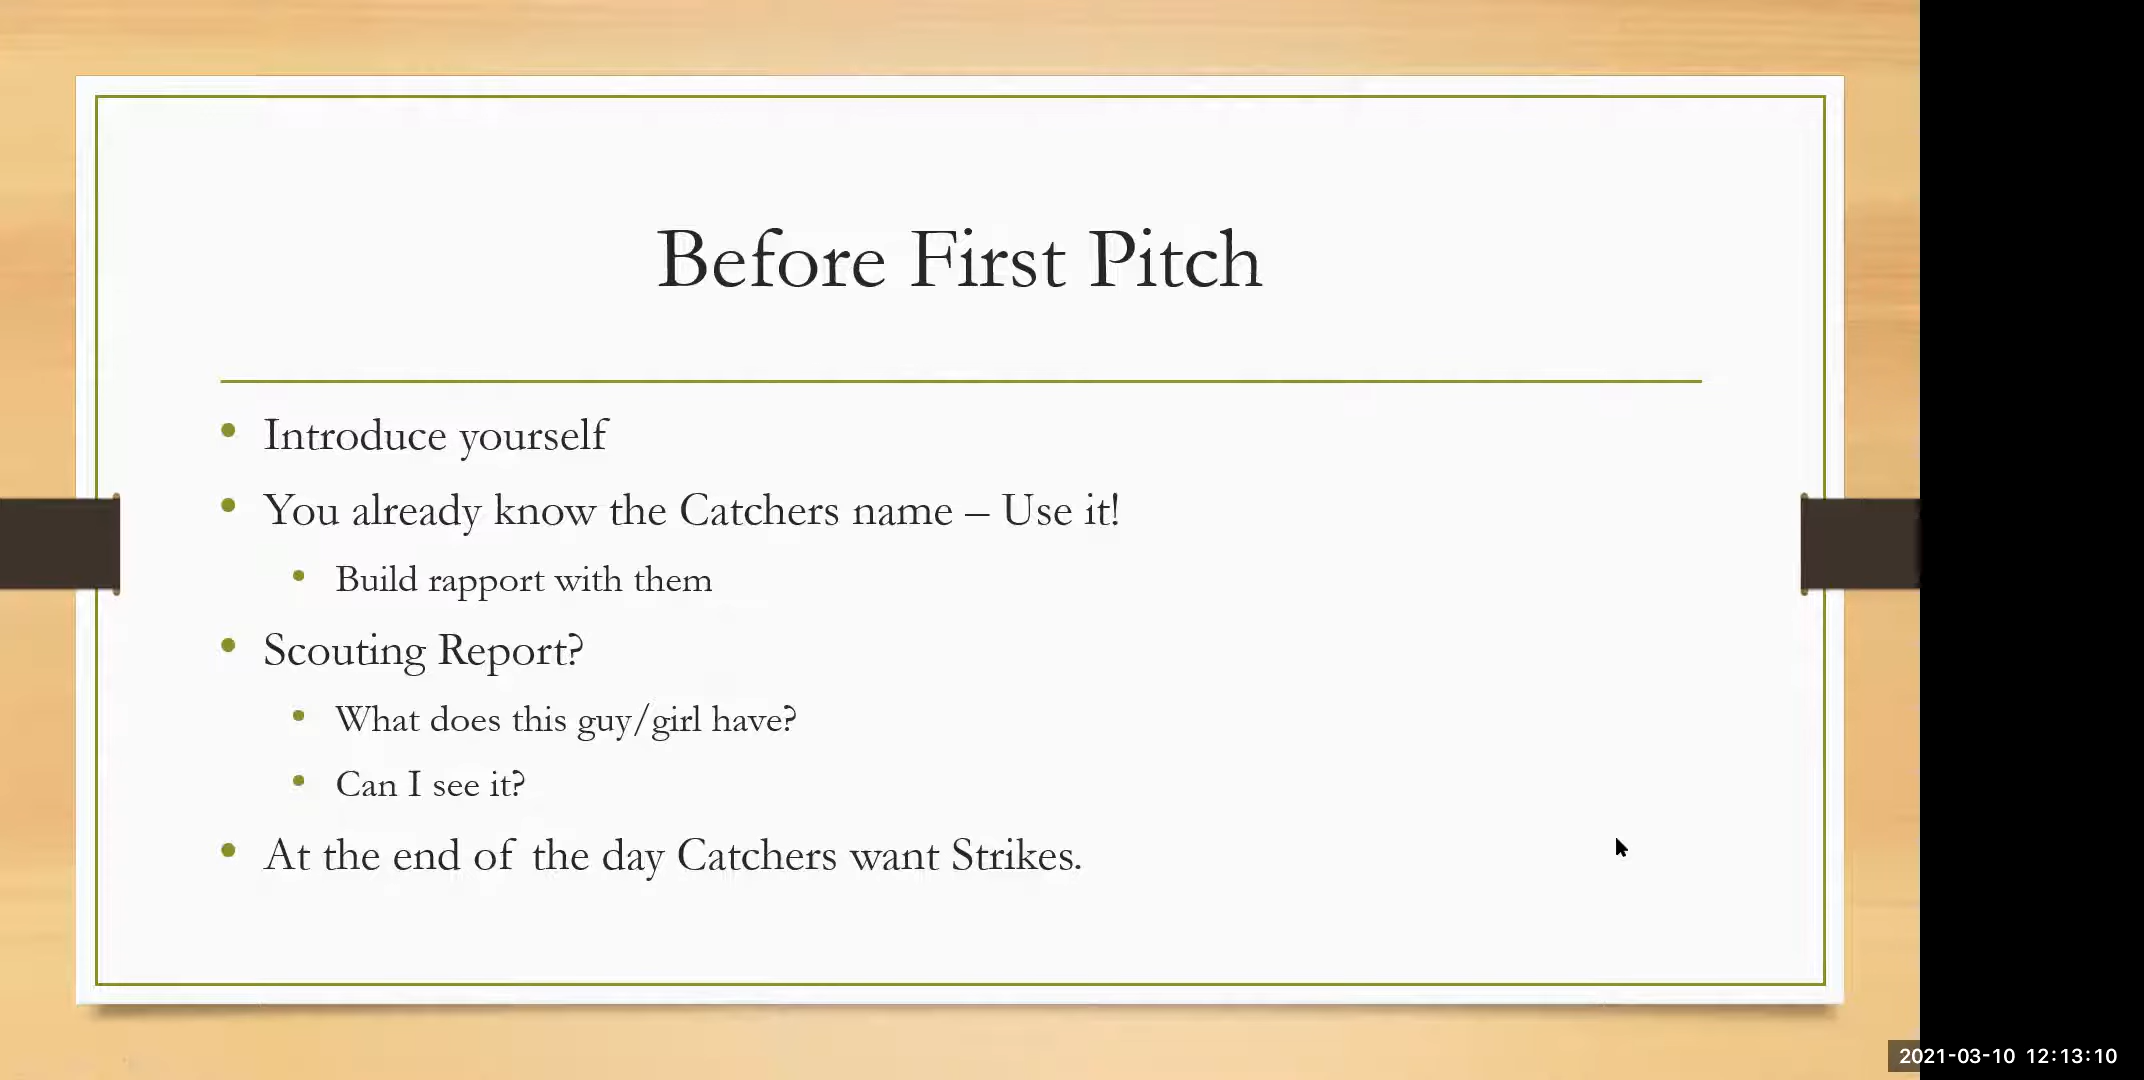 Before First Pitch
• Introduce yourself
• You already know the Catchers name – Use it!
• Build rapport with them
• Scouting Report?
• What does this guy/girl have?
• Can I see it?
• At the end of the day Catchers want Strikes.
2021-03-10 12:13:10